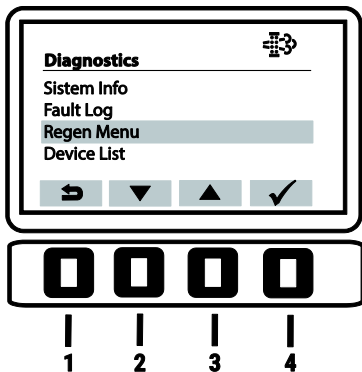 Diagnostics
Sistem Info
Fault Log
Regen Menu
Device List
1 2 3 4